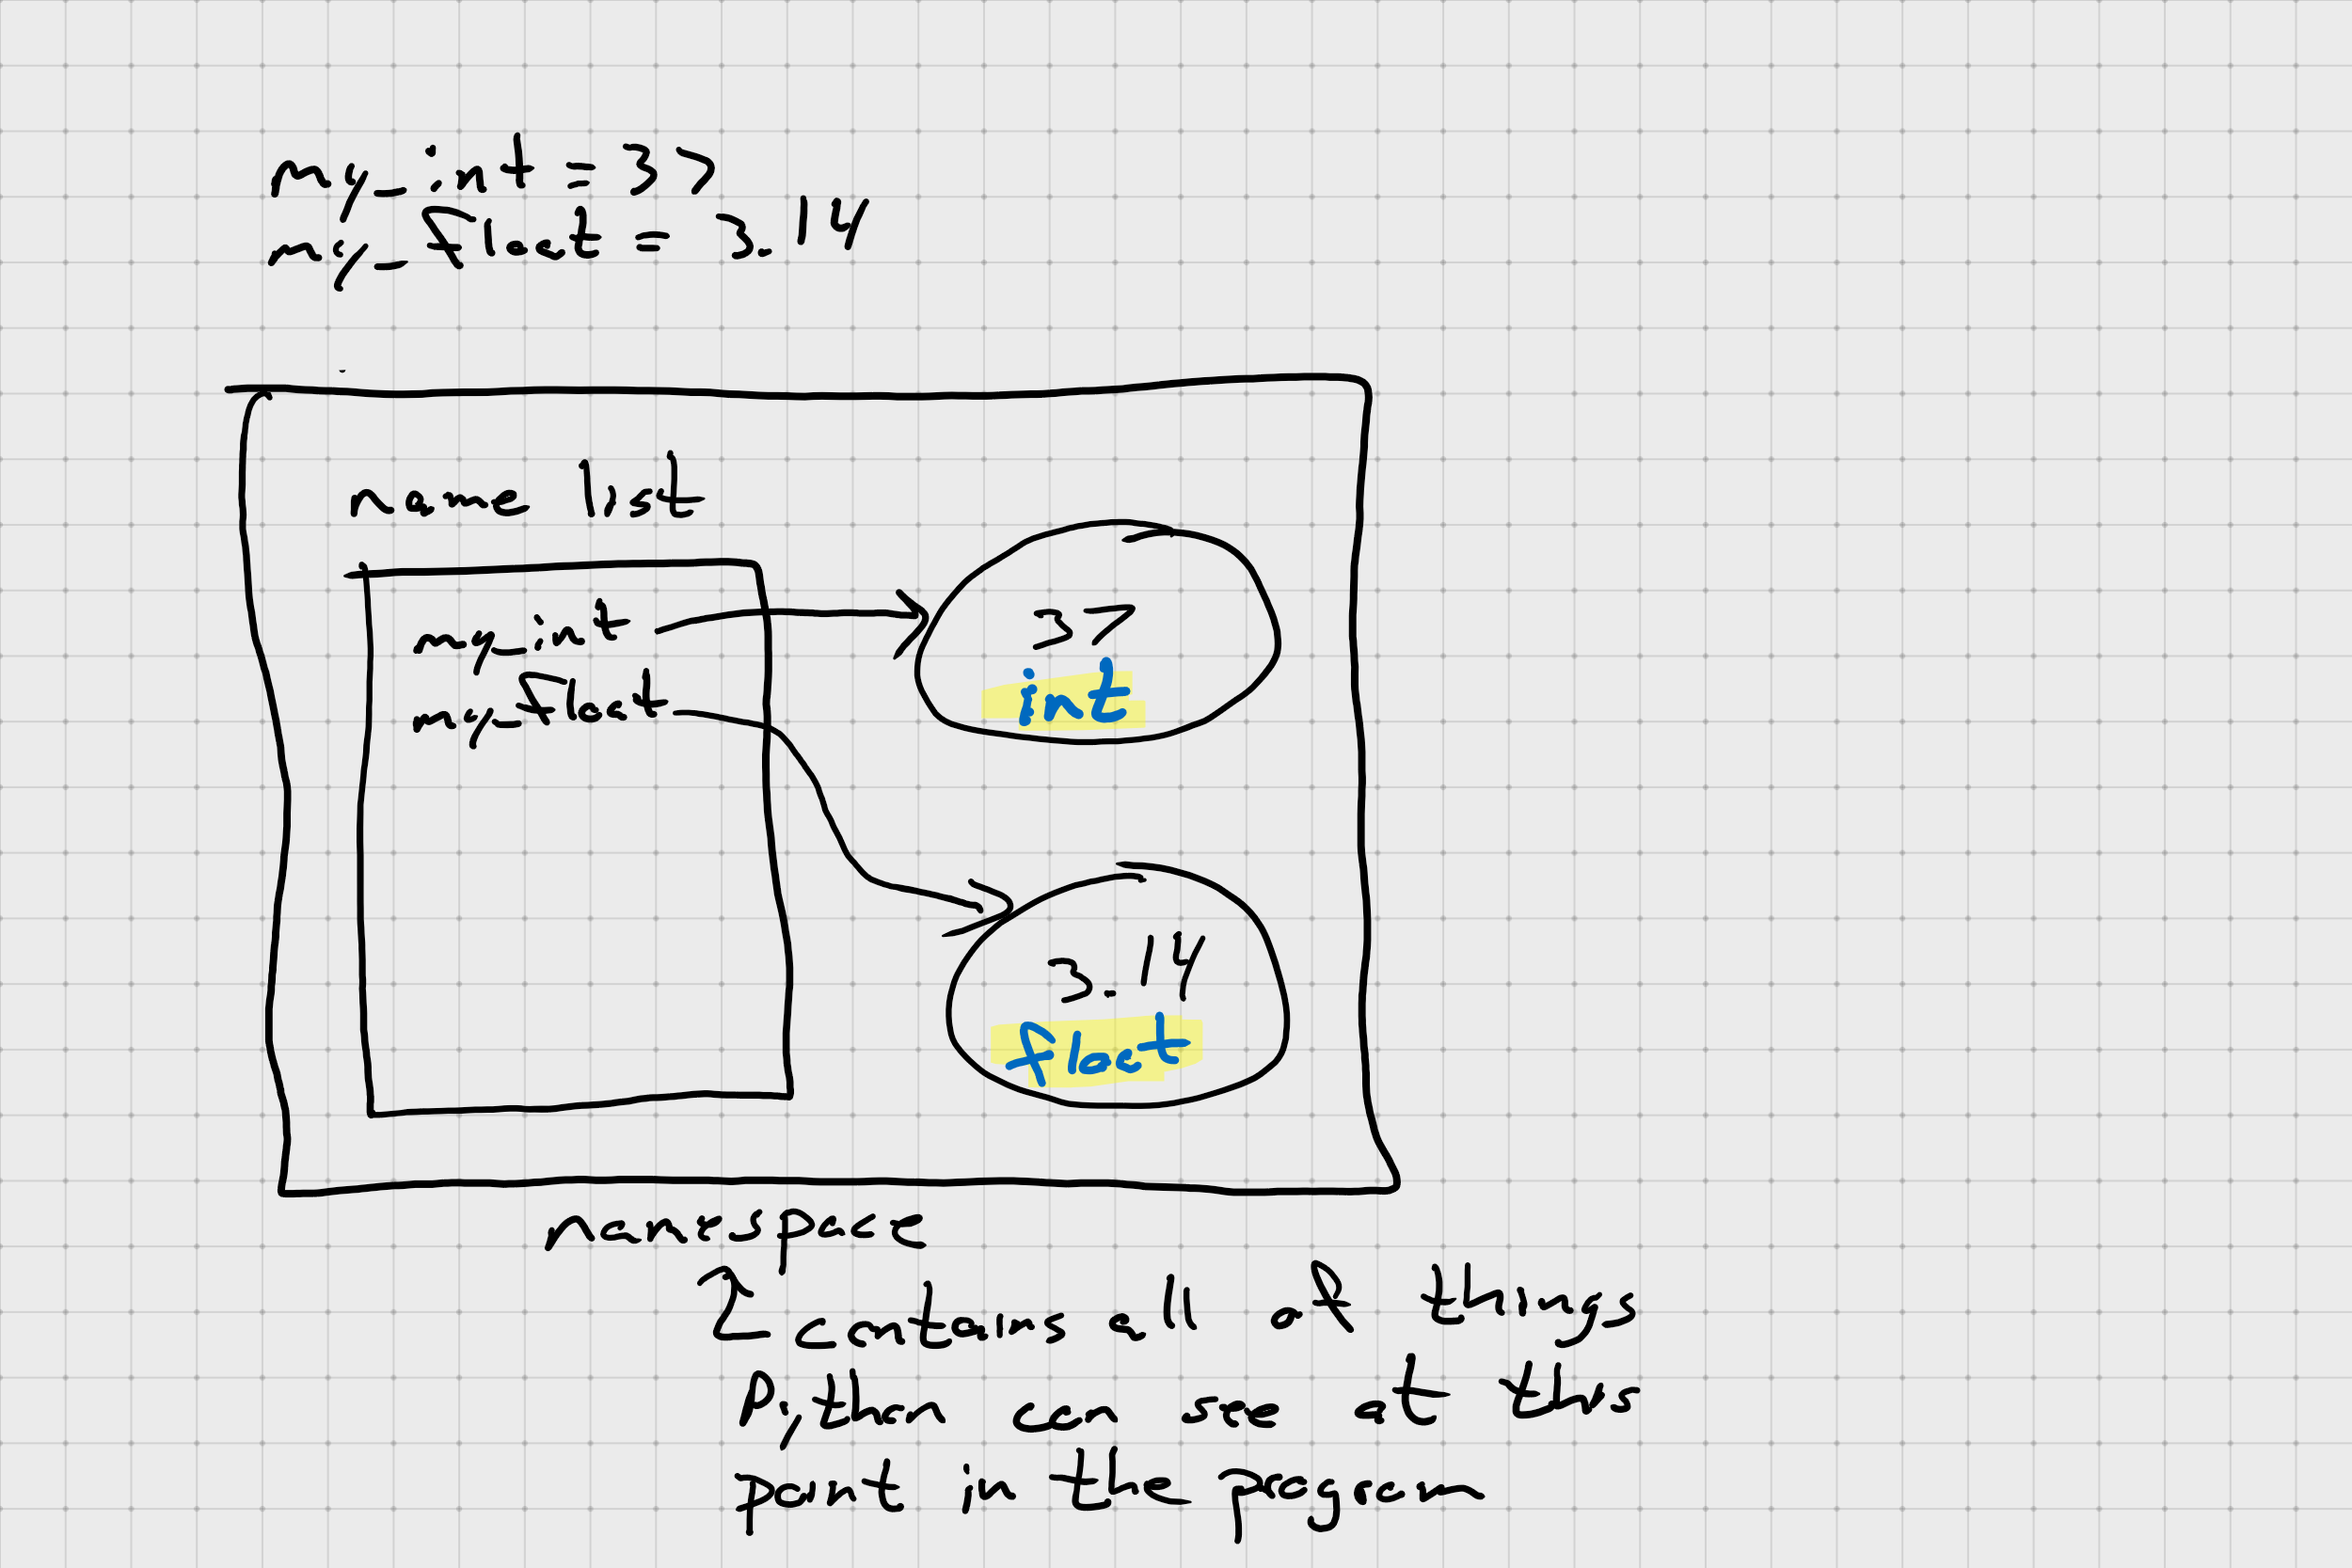 my_int = 37
my_float = 3.14
name list
my_int
my_float
37
int
3.14
float
namespace
contains all of things
Python can see at this
point in the program